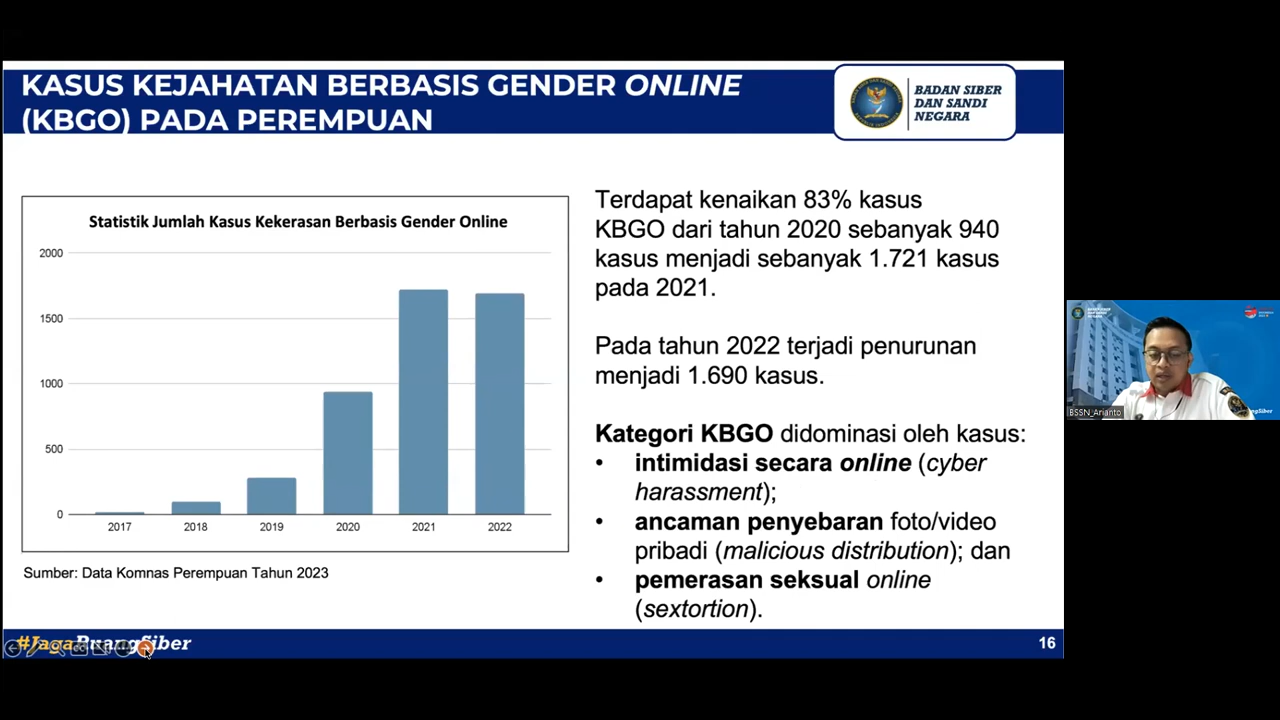 KASUS KEJAHATAN BERBASIS GENDER ONLINE
(KBGO) PADA PEREMPUAN
BADAN SIBER
DAN SANDI
NEGARA
Statistik Jumlah Kasus Kekerasan Berbasis Gender Online
2000
1500
1000
500
0
2017
2018
2019
2020
2021
2022
Sumber: Data Komnas Perempuan Tahun 2023
Terdapat kenaikan 83% kasus
KBGO dari tahun 2020 sebanyak 940
kasus menjadi sebanyak 1.721 kasus
pada 2021.
Pada tahun 2022 terjadi penurunan
menjadi 1.690 kasus.
Kategori KBGO didominasi oleh kasus:
• intimidasi secara online (cyber
harassment);
• ancaman penyebaran foto/video
pribadi (malicious distribution); dan
• pemerasan seksual online
(sextortion).
#JagaRuangSiber
16
BSSN_Arianto